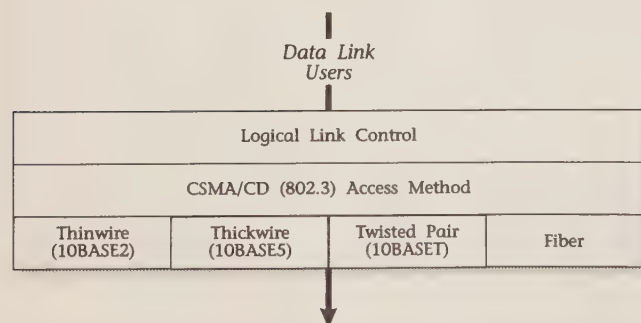 Data Link
Users
Logical Link Control
CSMA/CD (802.3) Access Method
Thinwire
(10BASE2)
Thickwire
(10BASE5)
Twisted Pair
(10BASET)
Fiber